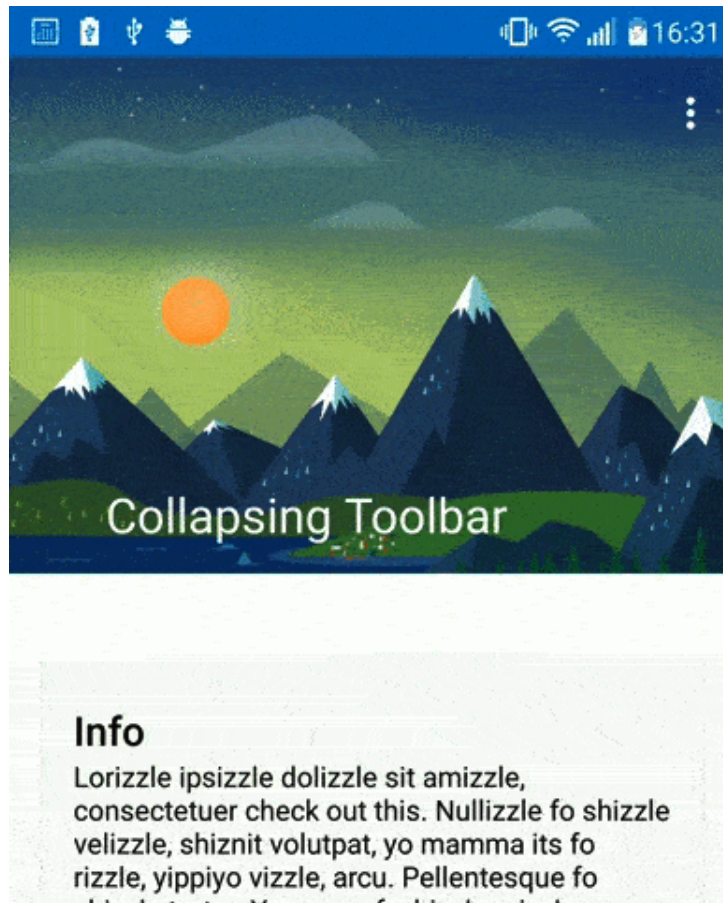 16:31
Collapsing Toolbar
Info
Lorizzle ipsizzle dolizzle sit amizzle,
consectetuer check out this. Nullizzle fo shizzle
velizzle, shiznit volutpat, yo mamma its fo
rizzle, yippiyo vizzle, arcu. Pellentesque fo